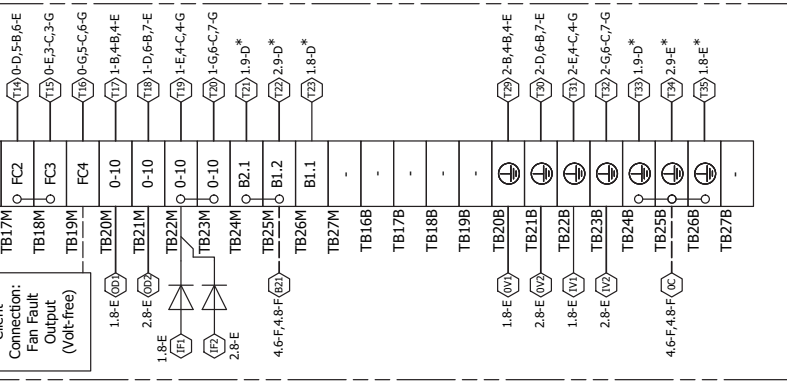 T14 0-D,5-B,6-E
T15 0-E,3-C,3-G
T16 0-G,5-C,6-G
T17 1-B,4-B,4-E
T18 1-D,6-B,7-E
T19 1-E,4-C,4-G
T20 1-G,6-C,7-G
T21 1.9-D*
T22 2.9-D*
T23 1.8-D*
T29 2-B,4-B,4-E
T30 2-D,6-B,7-E
T31 2-E,4-C,4-G
T32 2-G,6-C,7-G
T33 1.9-D*
T34 2.9-E*
T35 1.8-E*
FC2
FC3
FC4
0-10
0-10
0-10
0-10
B2.1
B1.2
B1.1
-
-
-
-
-
-
TB17M
TB18M
TB19M
TB20M
TB21M
TB22M
TB23M
TB24M
TB25M
TB26M
TB27M
TB16B
TB17B
TB18B
TB19B
TB20B
TB21B
TB22B
TB23B
TB24B
TB25B
TB26B
TB27B
Connection:
Fan Fault
Output
(Volt-free)
1.8-E OD1
2.8-E OD2
1.8-E
IF1
IF2
2.8-E
4.6-F,4.8-F B21
1.8-E 0V1
2.8-E 0V2
1.8-E IV1
2.8-E IV2
4.6-F,4.8-F 0C